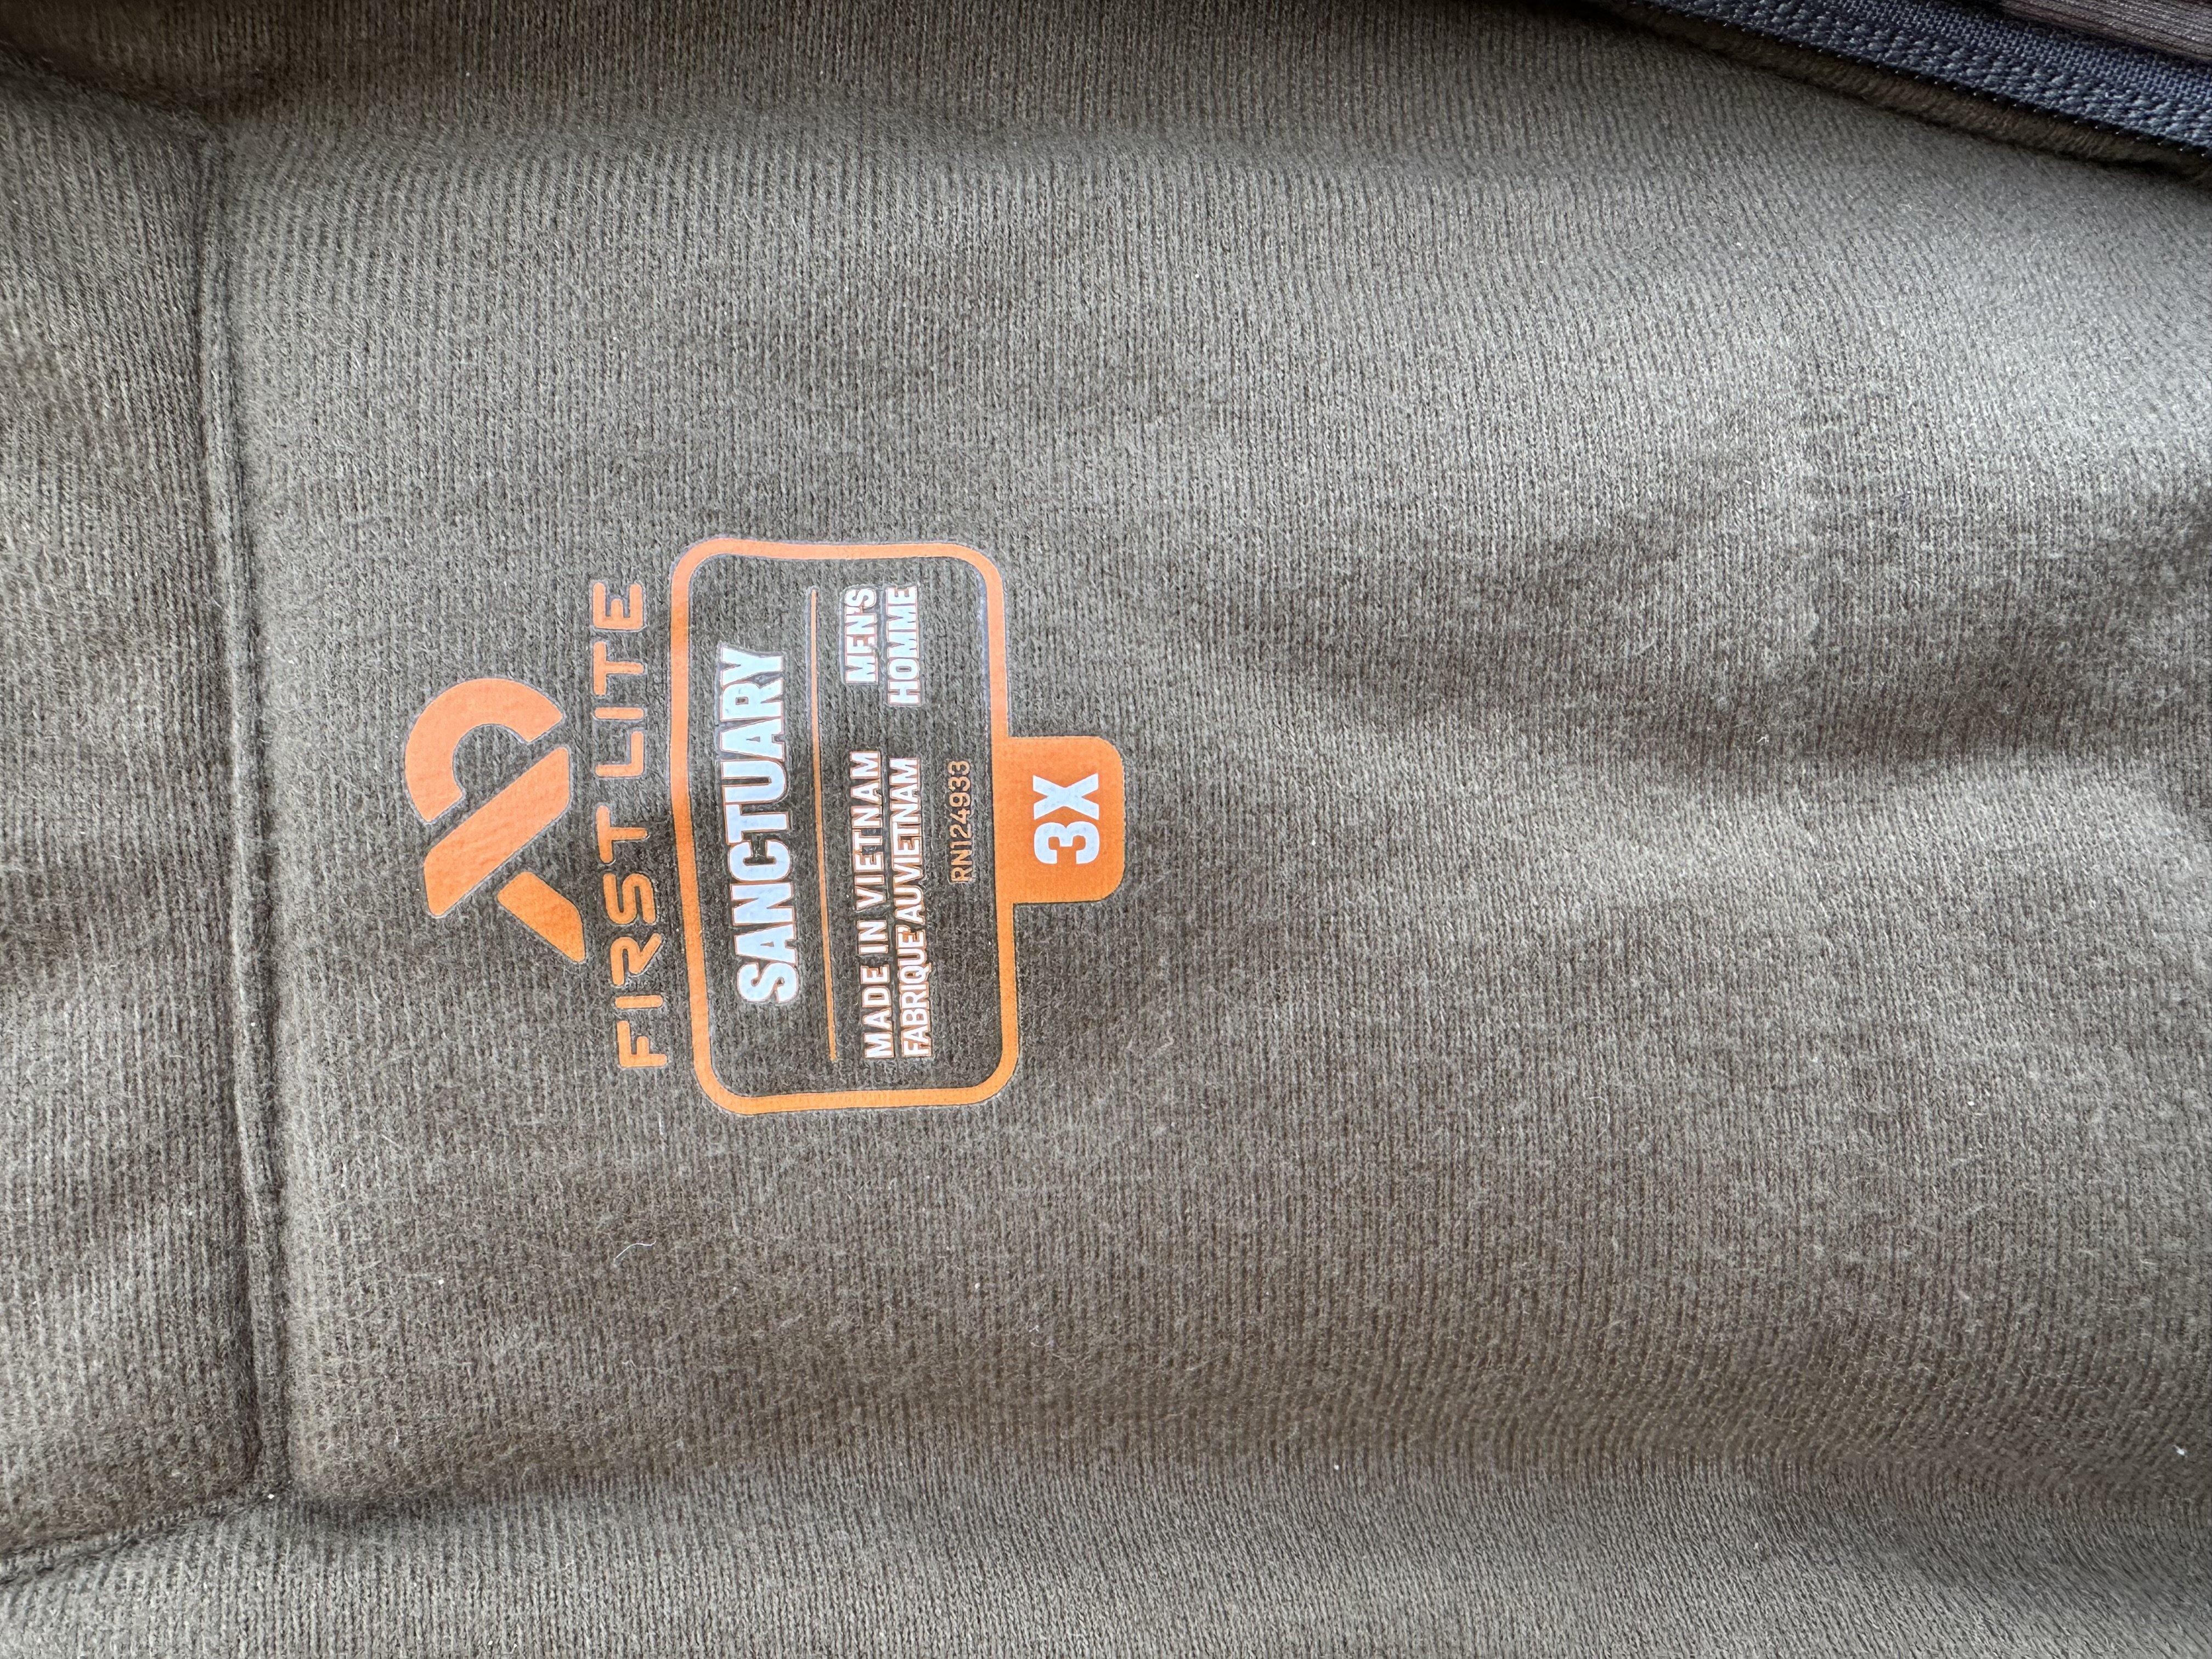 FIRST LITE
SANCTUARY
MADE IN VIETNAM MEN'S
FABRIQUÉ AU VIETNAM HOMME
RN124933
3X